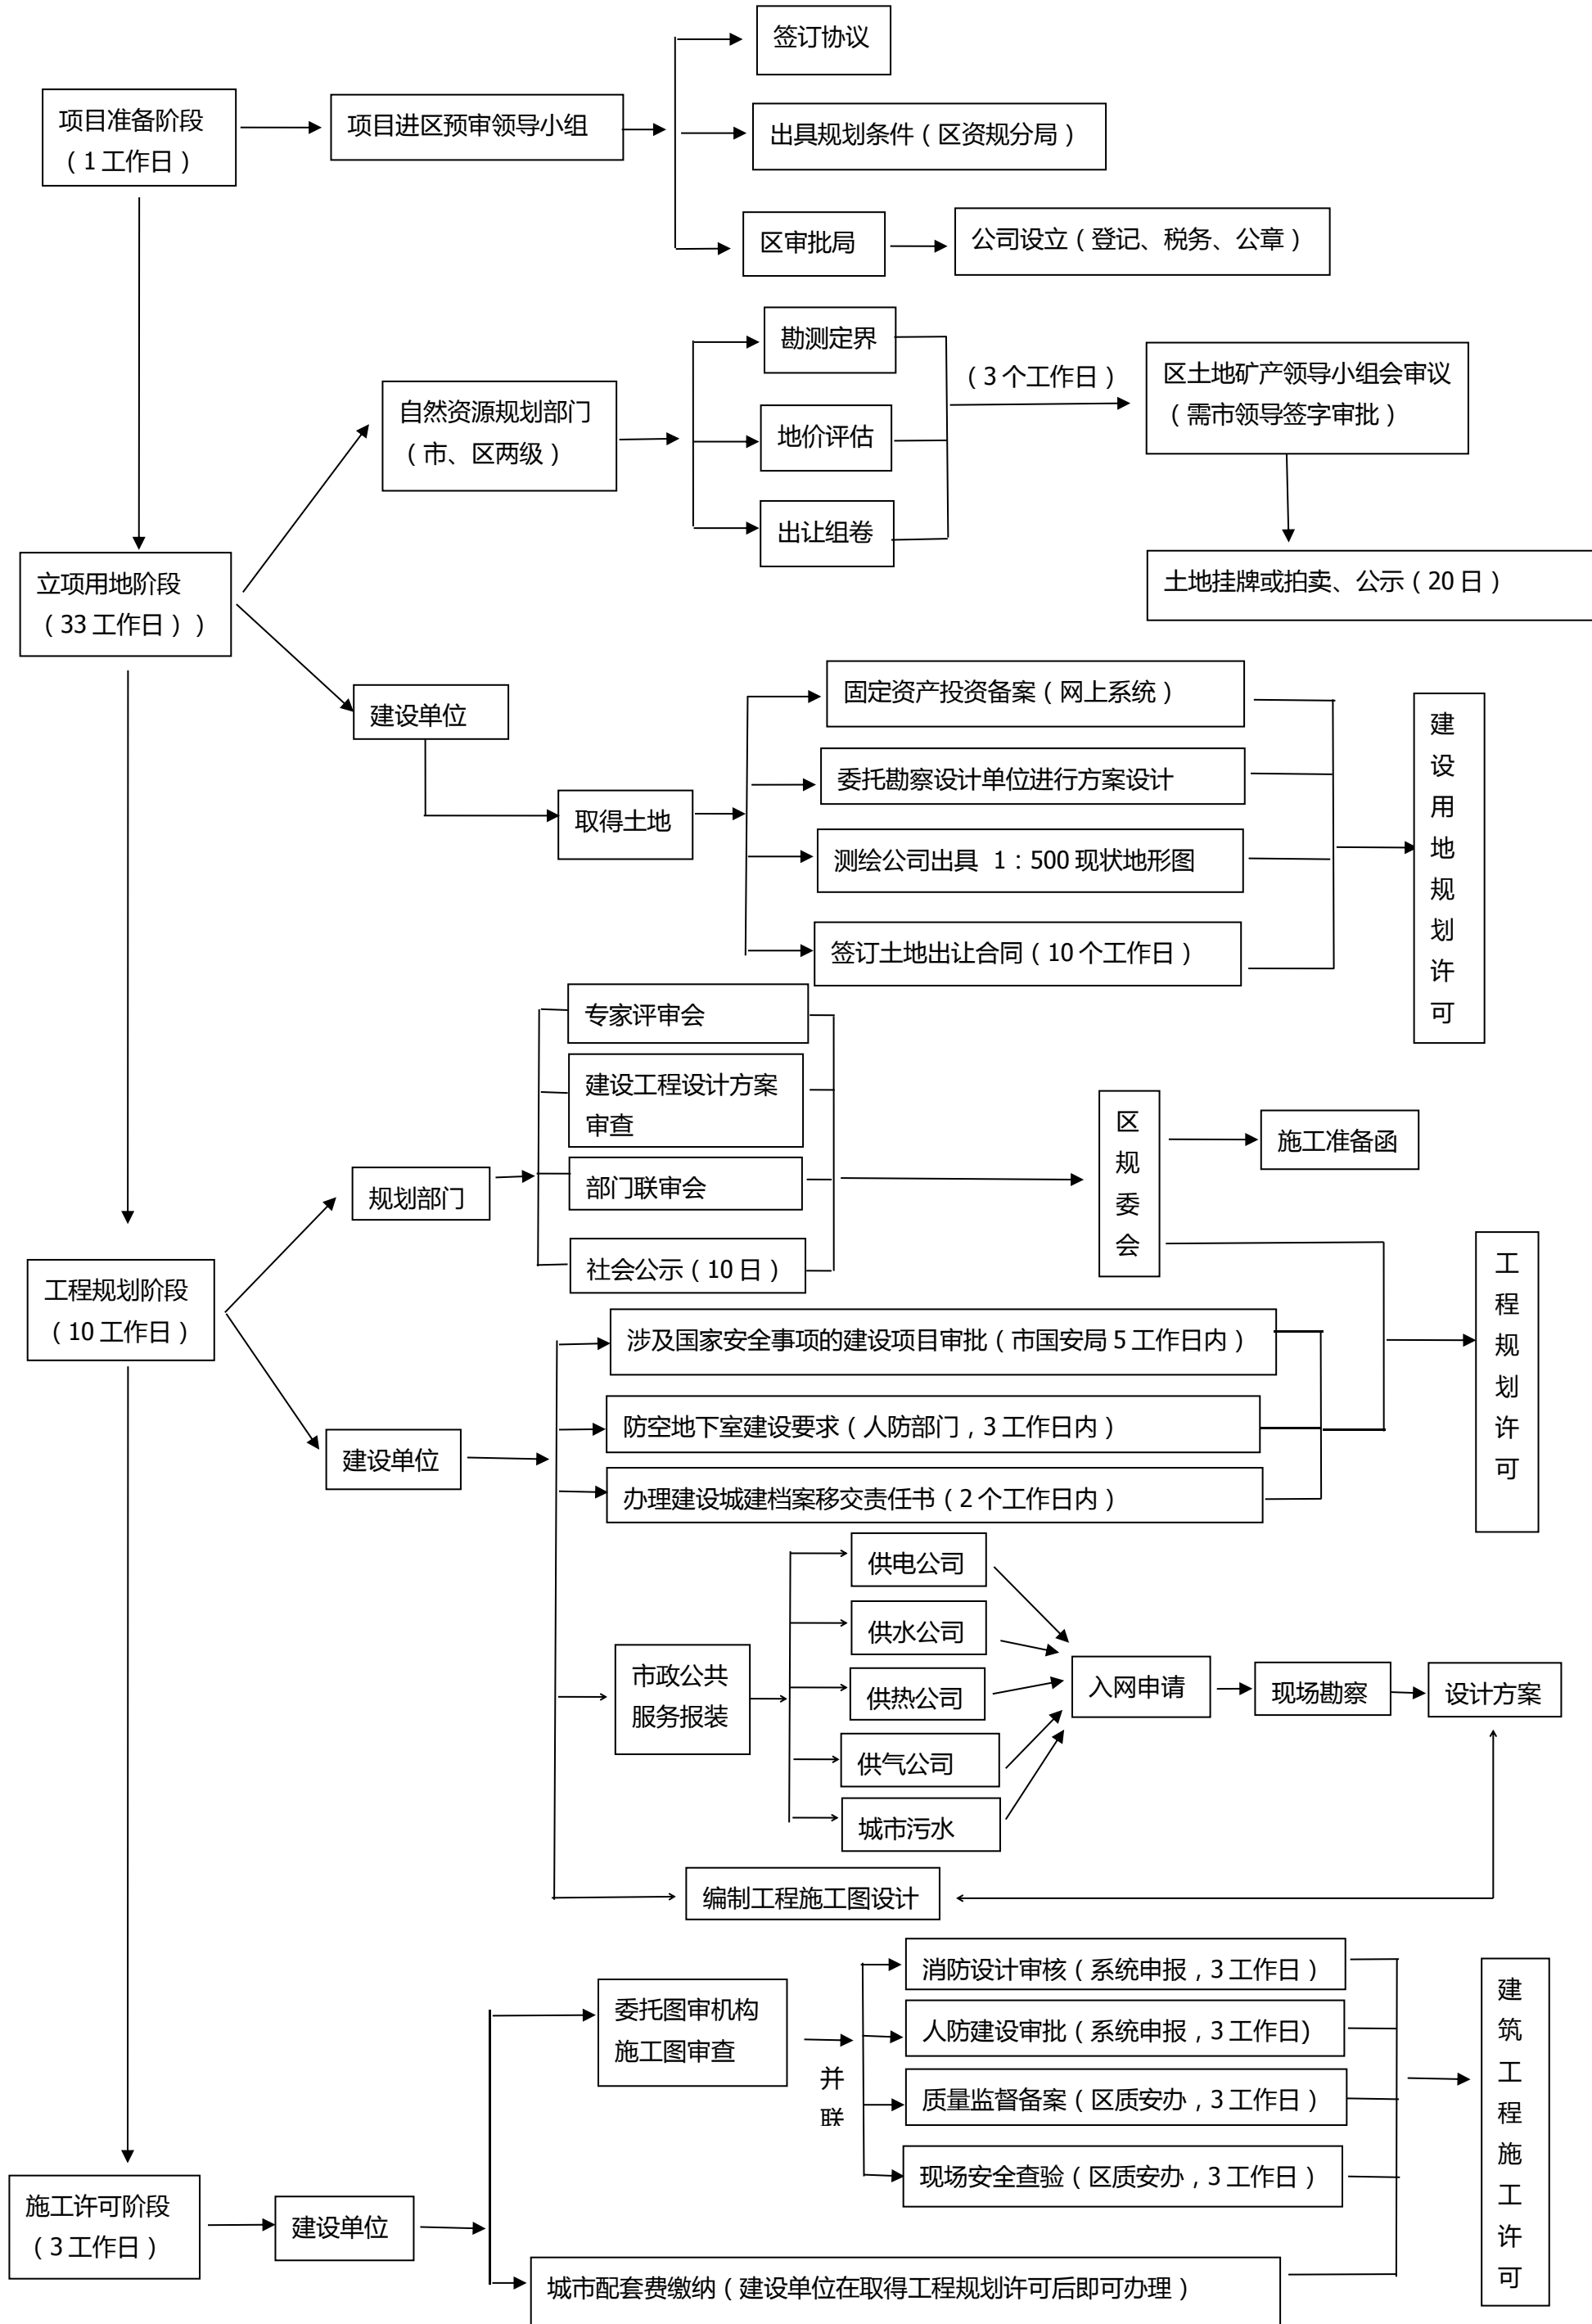 签订协议
项目准备阶段
（1工作日）
项目进区预审领导小组
出具规划条件（区资规分局）
区审批局
公司设立（登记、税务、公章）
勘测定界
（3个工作日）
区土地矿产领导小组会审议
（需市领导签字审批）
自然资源规划部门
（市、区两级）
地价评估
出让组卷
土地挂牌或拍卖、公示（20日）
立项用地阶段
（33工作日））
建设单位
取得土地
固定资产投资备案（网上系统）
委托勘察设计单位进行方案设计
测绘公司出具 1：500现状地形图
签订土地出让合同（10个工作日）
建设用地规划许可
专家评审会
建设工程设计方案
审查
部门联审会
社会公示（10日）
规划部门
区规委会
施工准备函
工程规划阶段
（10工作日）
工程规划许可
涉及国家安全事项的建设项目审批（市国安局5工作日内）
防空地下室建设要求（人防部门，3工作日内）
建设单位
办理建设城建档案移交责任书（2个工作日内）
供电公司
供水公司
市政公共
服务报装
供热公司
供气公司
城市污水
入网申请
现场勘察
设计方案
编制工程施工图设计
委托图审机构
施工图审查
并联
消防设计审核（系统申报，3工作日）
人防建设审批（系统申报，3工作日)
质量监督备案（区质安办，3工作日）
现场安全查验（区质安办，3工作日）
建筑工程施工许可
施工许可阶段
（3工作日）
建设单位
城市配套费缴纳（建设单位在取得工程规划许可后即可办理）